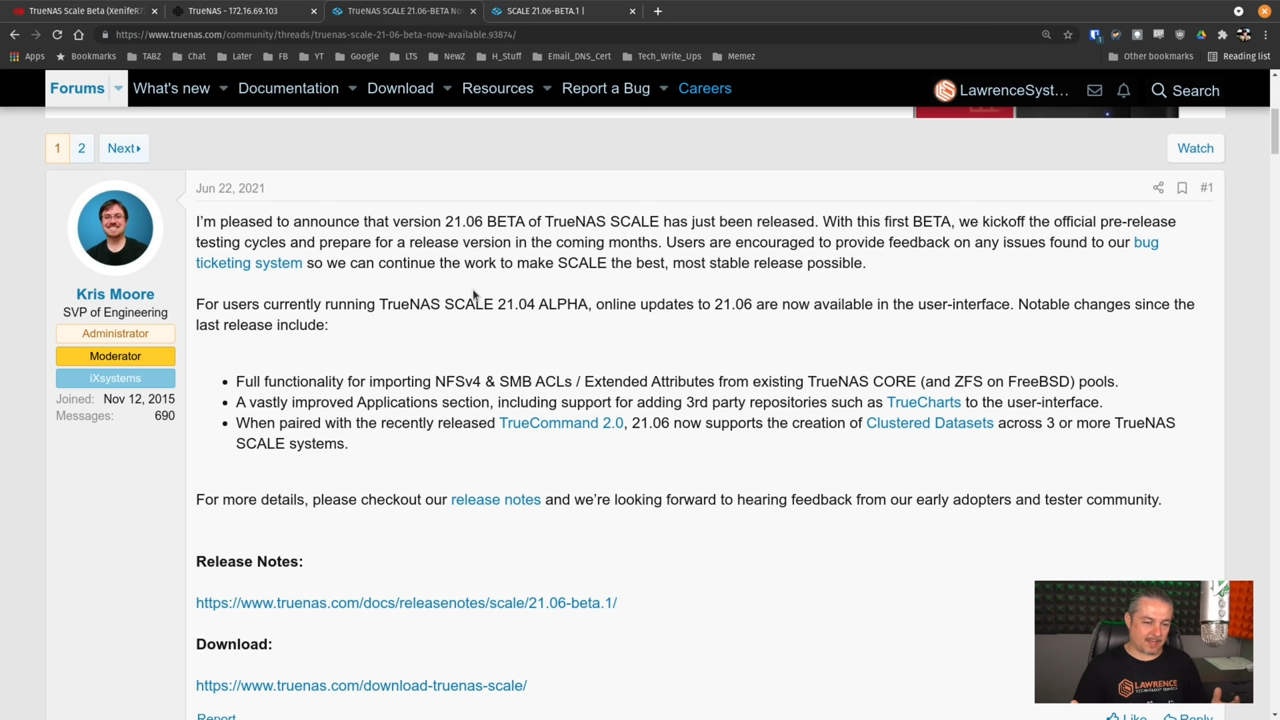 TrueNAS Scale Beta (XenifeR7
TrueNAS - 172.16.69.103
TrueNAS SCALE 21.06-BETA No
SCALE 21.06-BETA.1 |
https://www.truenas.com/community/threads/truenas-scale-21-06-beta-now-available.93874/
Apps Bookmarks TABZ Chat Later FB YT Google LTS NewZ H_Stuff Email_DNS_Cert Tech_Write_Ups Memez Other bookmarks Reading list
Forums What's new Documentation Download Resources Report a Bug Careers LawrenceSyst... Search
1 2 Next Watch
Jun 22, 2021 #1
I'm pleased to announce that version 21.06 BETA of TrueNAS SCALE has just been released. With this first BETA, we kickoff the official pre-release
testing cycles and prepare for a release version in the coming months. Users are encouraged to provide feedback on any issues found to our bug
ticketing system so we can continue the work to make SCALE the best, most stable release possible.
Kris Moore
SVP of Engineering
Administrator
Moderator
iXsystems
Joined: Nov 12, 2015
Messages: 690
For users currently running TrueNAS SCALE 21.04 ALPHA, online updates to 21.06 are now available in the user-interface. Notable changes since the
last release include:
• Full functionality for importing NFSv4 & SMB ACLs / Extended Attributes from existing TrueNAS CORE (and ZFS on FreeBSD) pools.
• A vastly improved Applications section, including support for adding 3rd party repositories such as TrueCharts to the user-interface.
• When paired with the recently released TrueCommand 2.0, 21.06 now supports the creation of Clustered Datasets across 3 or more TrueNAS
SCALE systems.
For more details, please checkout our release notes and we're looking forward to hearing feedback from our early adopters and tester community.
Release Notes:
https://www.truenas.com/docs/releasenotes/scale/21.06-beta.1/
Download:
https://www.truenas.com/download-truenas-scale/
Report Like Reply
LAWRENCE